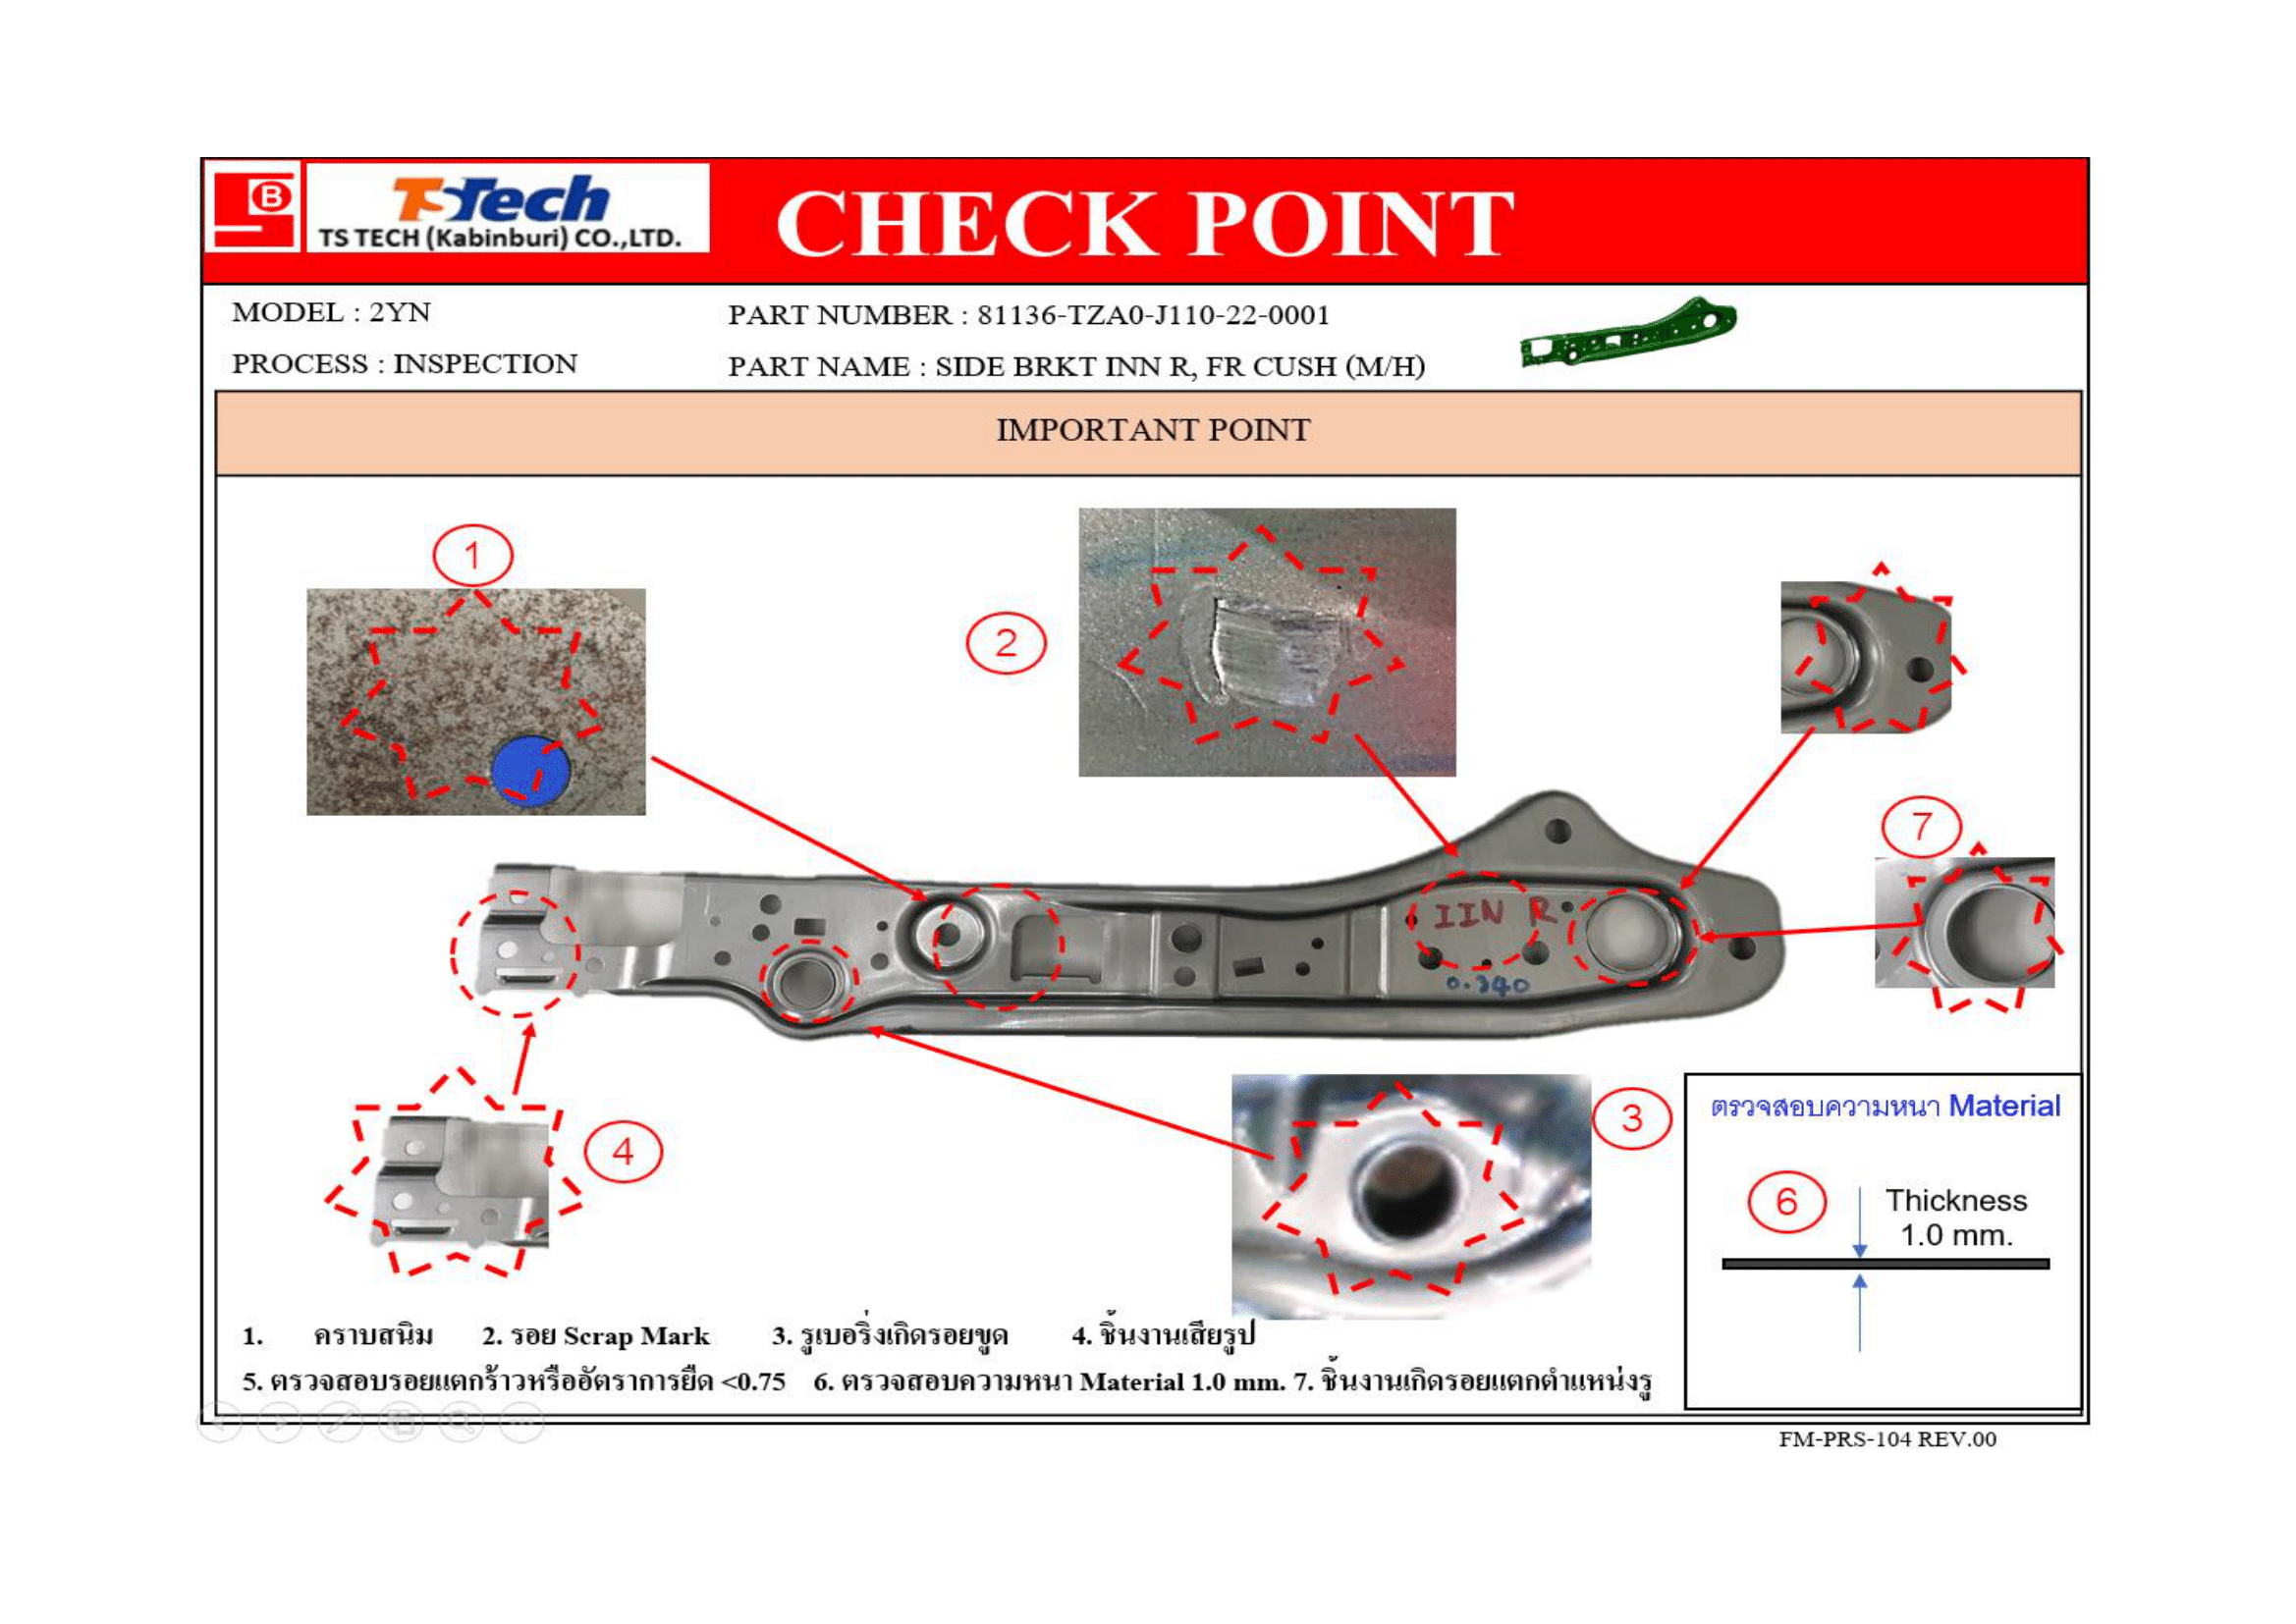 B
TS Tech
TS TECH (Kabinburi) CO.,LTD.
CHECK POINT
MODEL : 2YN
PART NUMBER : 81136-TZA0-J110-22-0001
PROCESS : INSPECTION
PART NAME : SIDE BRKT INN R, FR CUSH (M/H)
IMPORTANT POINT
1
2
7
IIN R
0.340
3
4
ตรวจสอบความหนา Material
6
Thickness
1.0 mm.
1. คราบสนิม 2. รอย Scrap Mark 3. รูเบอริ่งเกิดรอยขูด 4. ชิ้นงานเสียรูป
5. ตรวจสอบรอยแตกร้าวหรืออัตราการยืด <0.75 6. ตรวจสอบความหนา Material 1.0 mm. 7. ชิ้นงานเกิดรอยแตกตำแหน่งรู
FM-PRS-104 REV.00